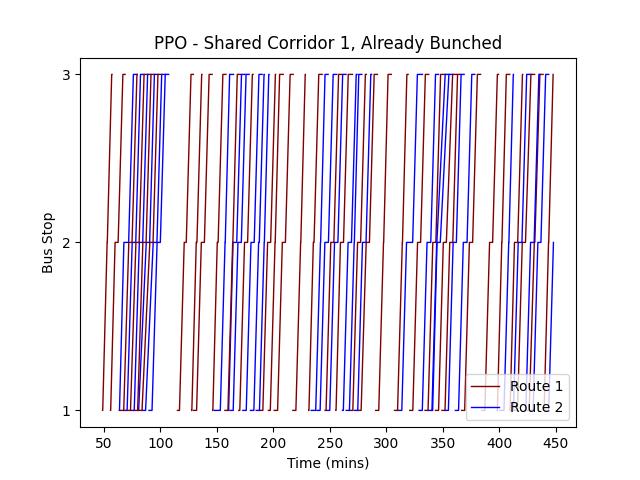 PPO - Shared Corridor 1, Already Bunched
3
2
1
Bus Stop
50 100 150 200 250 300 350 400 450
Time (mins)
Route 1
Route 2